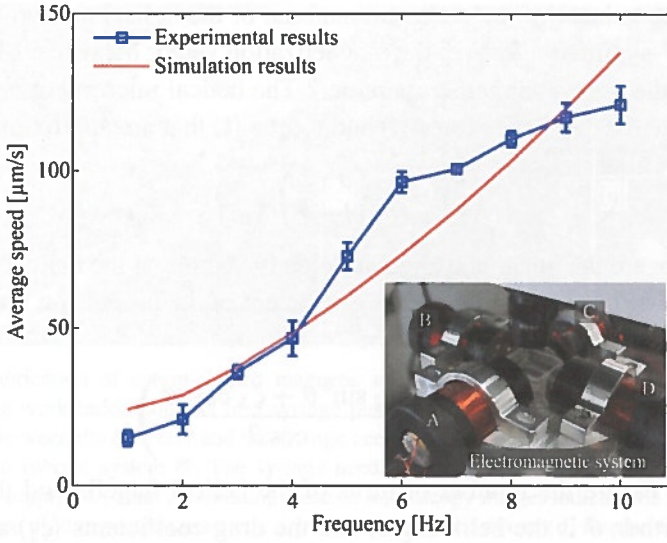 150
Experimental results
Simulation results
100
Average speed [µm/s]
50
0
0
2
4
6
8
10
Frequency [Hz]
A
B
C
D
Electromagnetic system